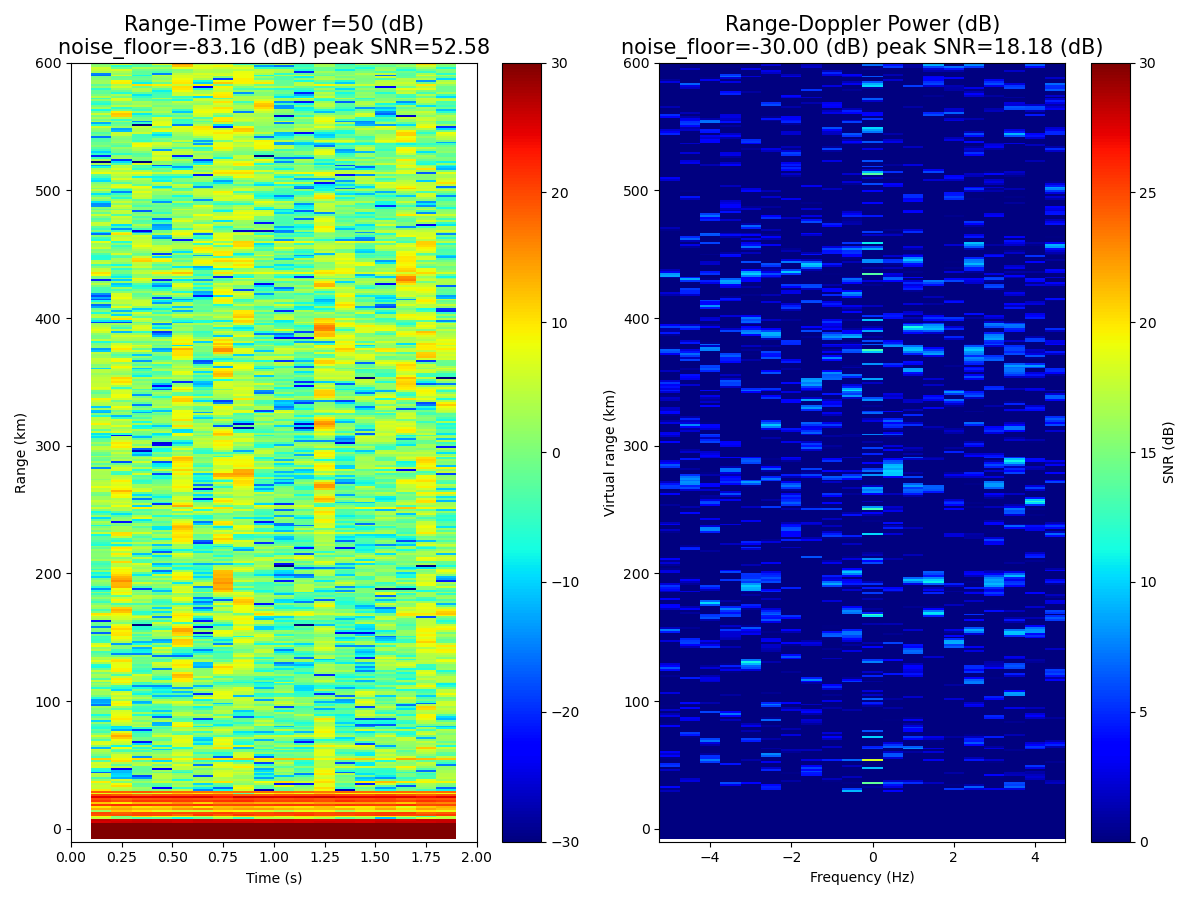 Range-Time Power f=50 (dB)
noise_floor=-83.16 (dB) peak SNR=52.58
Range (km)
600
500
400
300
200
100
0
0.00 0.25 0.50 0.75 1.00 1.25 1.50 1.75 2.00
Time (s)
30
20
10
0
−10
−20
−30
Range-Doppler Power (dB)
noise_floor=-30.00 (dB) peak SNR=18.18 (dB)
Virtual range (km)
600
500
400
300
200
100
0
−4 −2 0 2 4
Frequency (Hz)
30
25
20
15
10
5
0
SNR (dB)